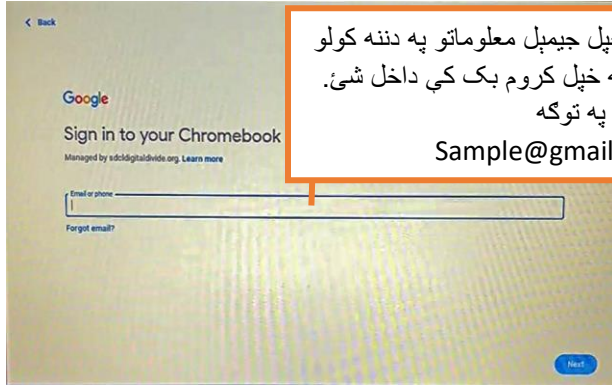 Back
Google
Sign in to your Chromebook
Managed by sdcldigitaldivide.org. Learn more
Email or phone
Forgot email?
Next
جیمیل معلوماتو په دننه کولو
خپل کروم بک کې داخل شئ.
په توګه
Sample@gmail